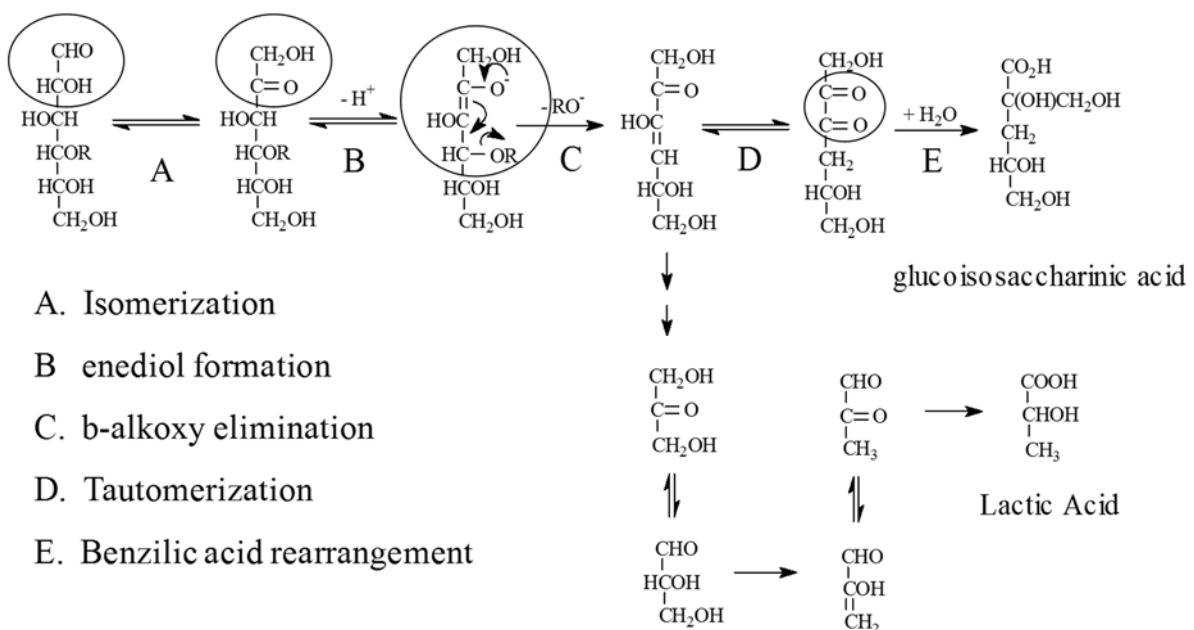 CHO
HCOH
HOCH
HCOR
HCOH
CH₂OH
A
CH₂OH
C=O
HOCH
HCOR
HCOH
CH₂OH
- H⁺
B
CH₂OH
C-O⁻
HOC
HC-OR
HCOH
CH₂OH
-RO⁻
C
CH₂OH
C=O
HOC
CH
HCOH
CH₂OH
D
CH₂OH
C=O
C=O
CH₂
HCOH
CH₂OH
+ H₂O
E
CO₂H
C(OH)CH₂OH
CH₂
HCOH
CH₂OH
glucoisosaccharinic acid
A. Isomerization
B enediol formation
C. b-alkoxy elimination
D. Tautomerization
E. Benzilic acid rearrangement
CH₂OH
C=O
CH₂OH
CHO
HCOH
CH₂OH
CHO
C=O
CH₃
CHO
COH
CH₂
COOH
CHOH
CH₃
Lactic Acid